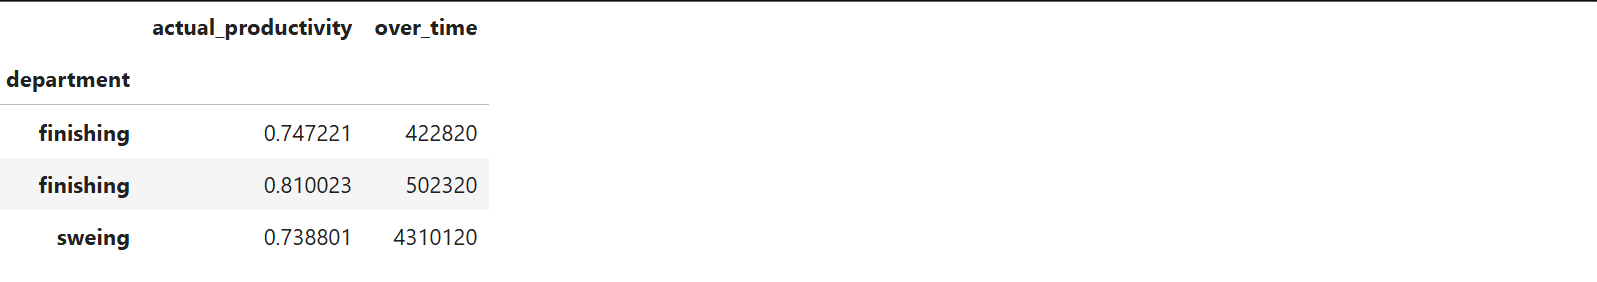 actual_productivity over_time
department
finishing 0.747221 422820
finishing 0.810023 502320
sweing 0.738801 4310120